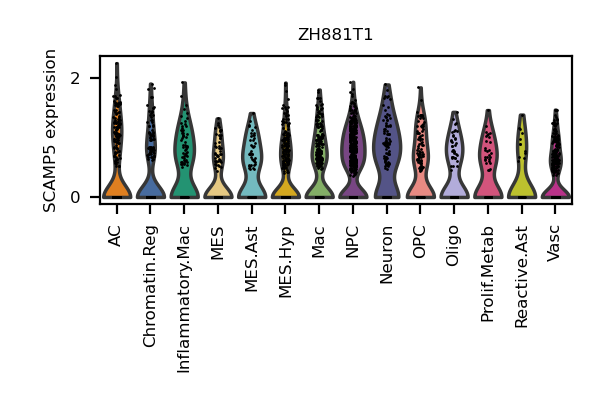 ZH881T1
SCAMP5 expression
2
0
AC
Chromatin.Reg
Inflammatory.Mac
MES
MES.Ast
MES.Hyp
Mac
NPC
Neuron
OPC
Oligo
Prolif.Metab
Reactive.Ast
Vasc